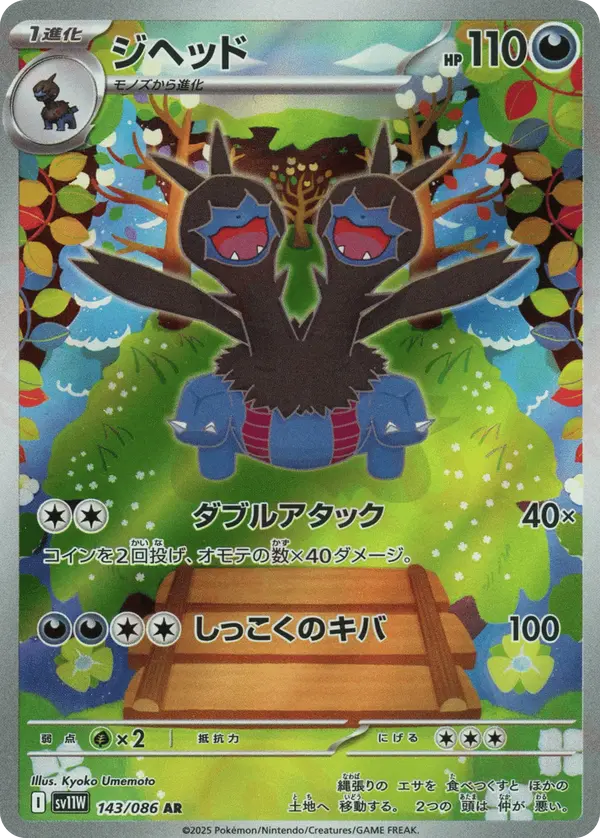 1進化
ジヘッド
HP 110
モノズから進化
ダブルアタック 40×
コインを2回投げ、オモテの数×40ダメージ。
しっこくのキバ 100
弱点 ×2 抵抗力 にげる
Illus. Kyoko Umemoto
縄張りの エサを 食べつくすと ほかの
I sv11W 143/086 AR
土地へ 移動する。 2つの 頭は 仲が 悪い。
©2025 Pokémon/Nintendo/Creatures/GAME FREAK.